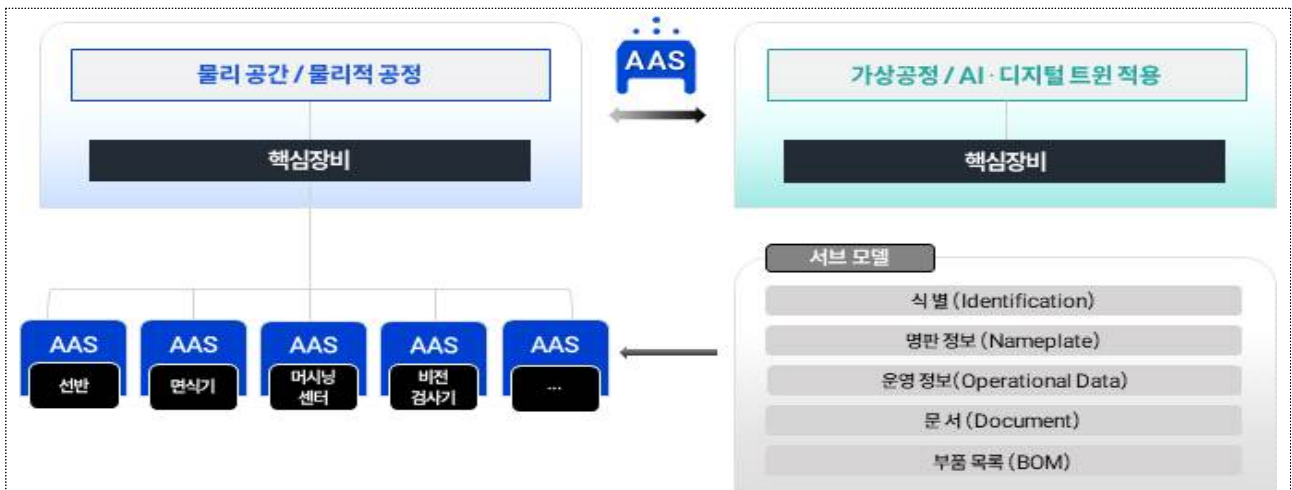 물리 공간 / 물리적 공정
AAS
가상공정 / AI · 디지털 트윈 적용
핵심장비
핵심장비
서브 모델
식 별 (Identification)
명판 정보 (Nameplate)
운영 정보(Operational Data)
문 서 (Document)
부품 목록 (BOM)
AAS
선반
AAS
면식기
AAS
머시닝
센터
AAS
비전
검사기
AAS
...